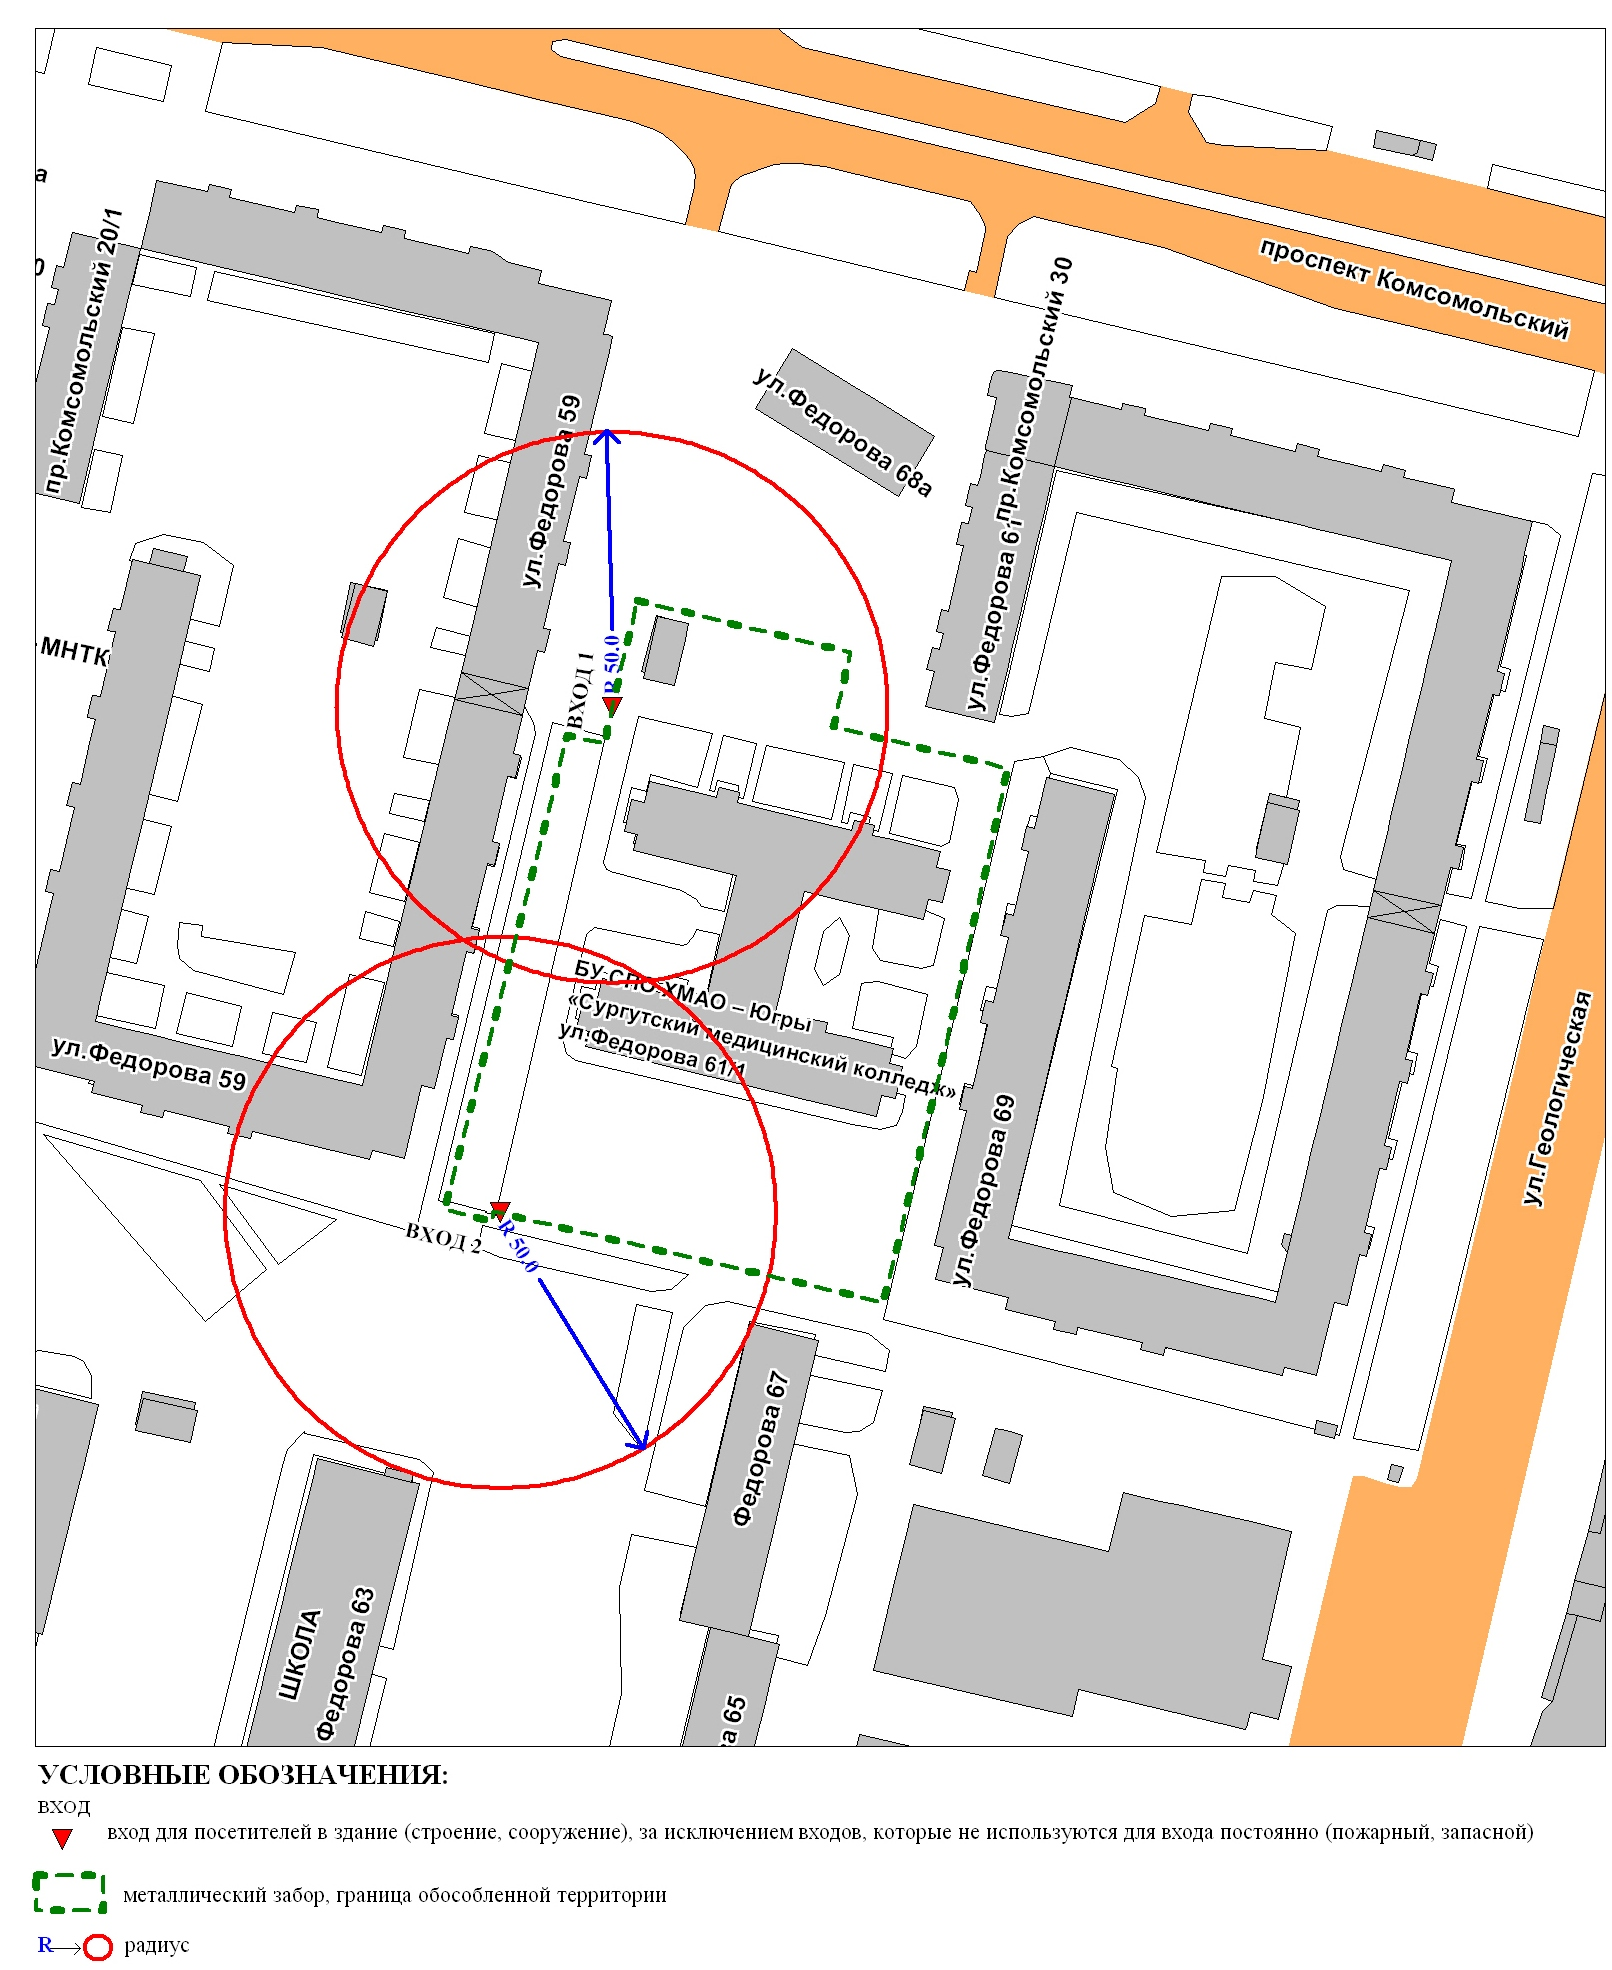 а
0
пр.Комсомольский 20/1
проспект Комсомольский
пр.Комсомольский 30
ул.Федорова 68а
ул.Федорова 59
ул.Федорова 6
МНТК
ВХОД 1
R 50.0
БУ СПО ХМАО – Югры
«Сургутский медицинский колледж»
ул.Федорова 61/1
ул.Федорова 59
ул.Федорова 69
ул.Геологическая
ВХОД 2
R 50.0
Федорова 67
ШКОЛА
Федорова 63
ва 65
УСЛОВНЫЕ ОБОЗНАЧЕНИЯ:
ВХОД
вход для посетителей в здание (строение, сооружение), за исключением входов, которые не используются для входа постоянно (пожарный, запасной)
металлический забор, граница обособленной территории
R
радиус